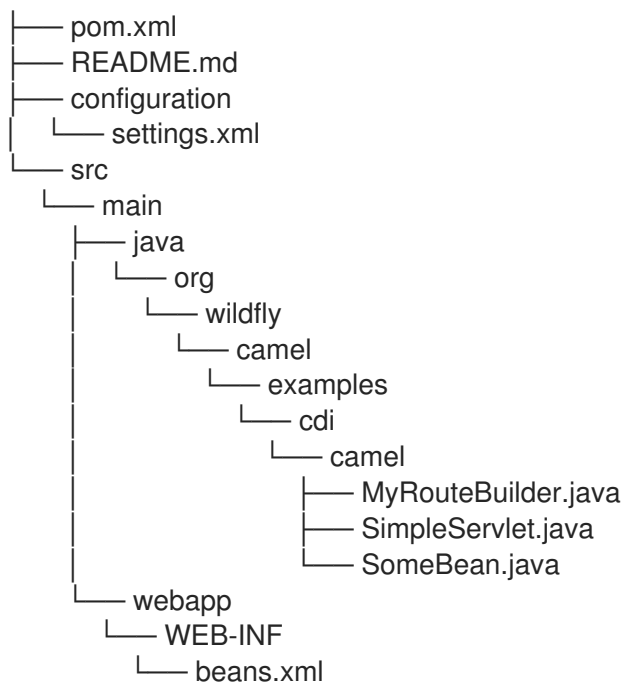 ├── pom.xml
├── README.md
├── configuration
│   └── settings.xml
└── src
    └── main
        ├── java
        │   └── org
        │       └── wildfly
        │           └── camel
        │               └── examples
        │                   └── cdi
        │                       └── camel
        │                           ├── MyRouteBuilder.java
        │                           ├── SimpleServlet.java
        │                           └── SomeBean.java
        └── webapp
            └── WEB-INF
                └── beans.xml